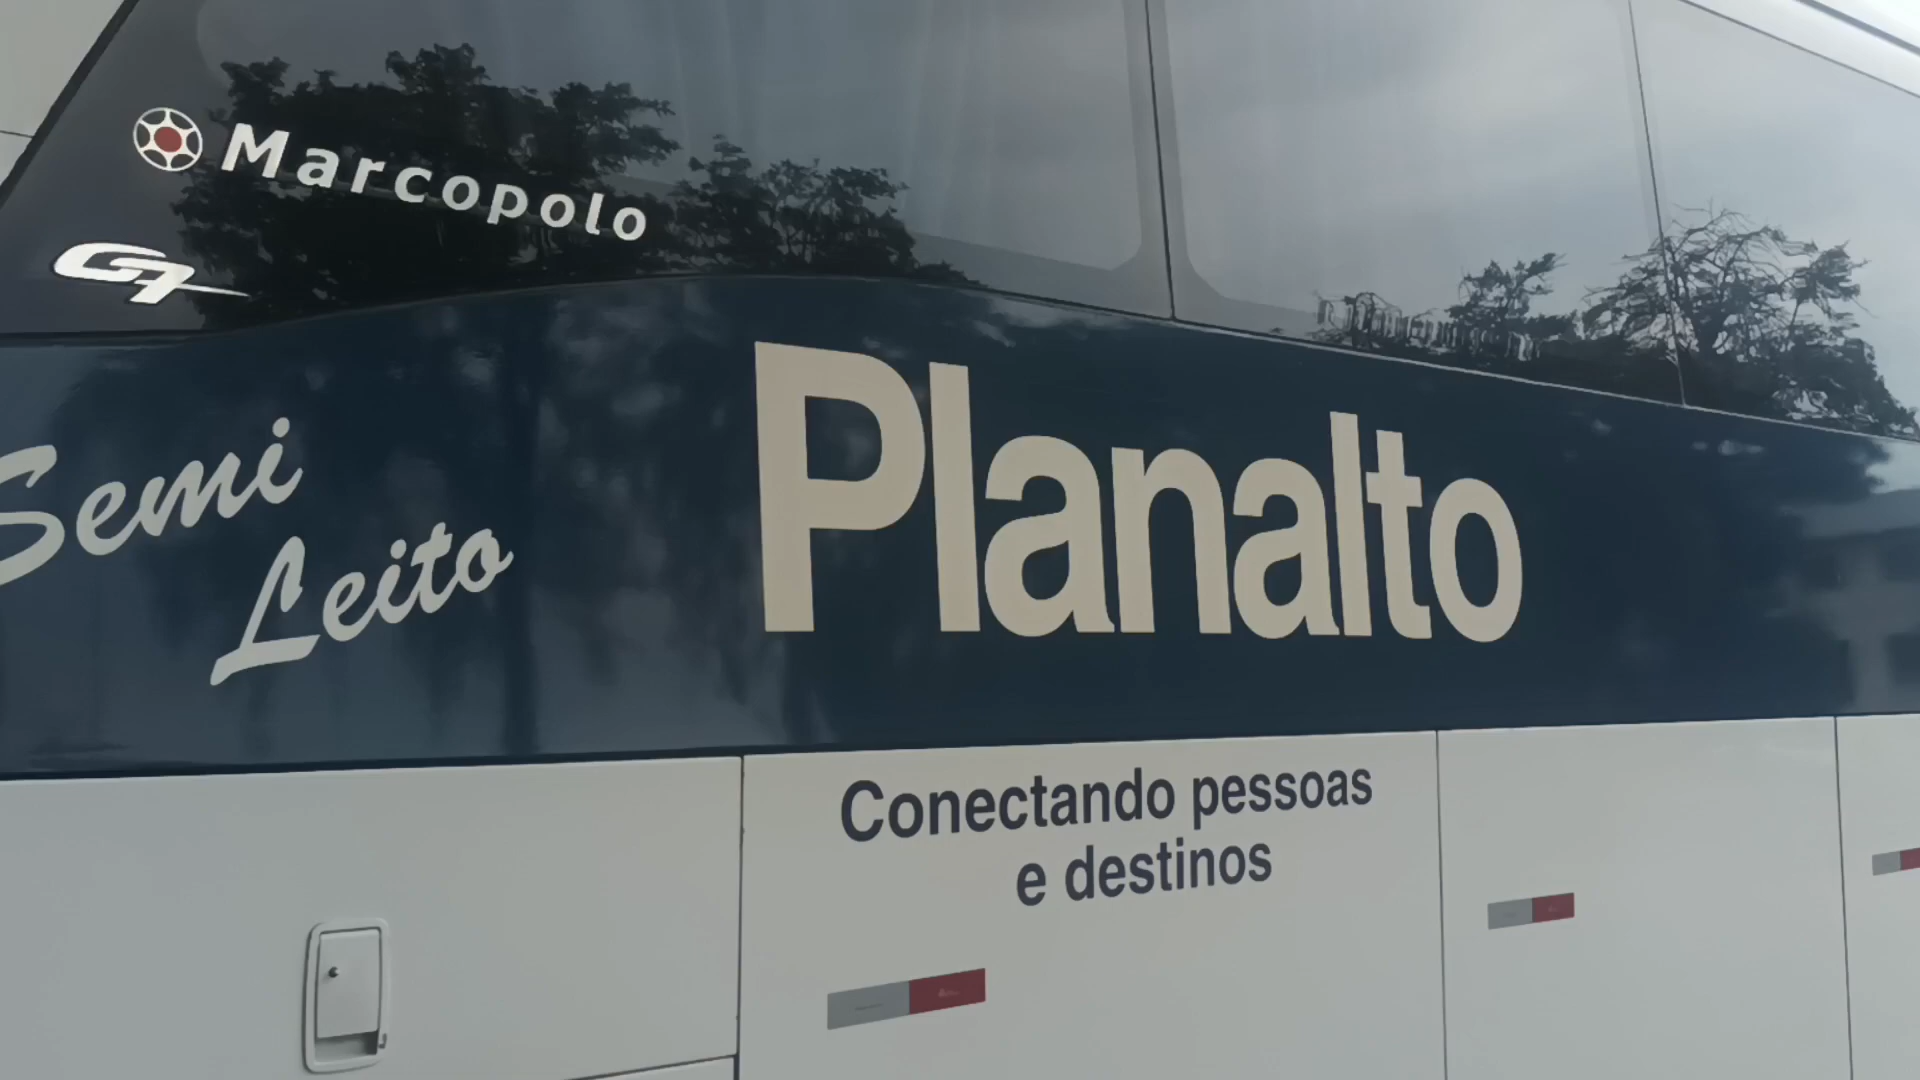 Marcopolo
G7
Semi
Leito
Planalto
Conectando pessoas
e destinos